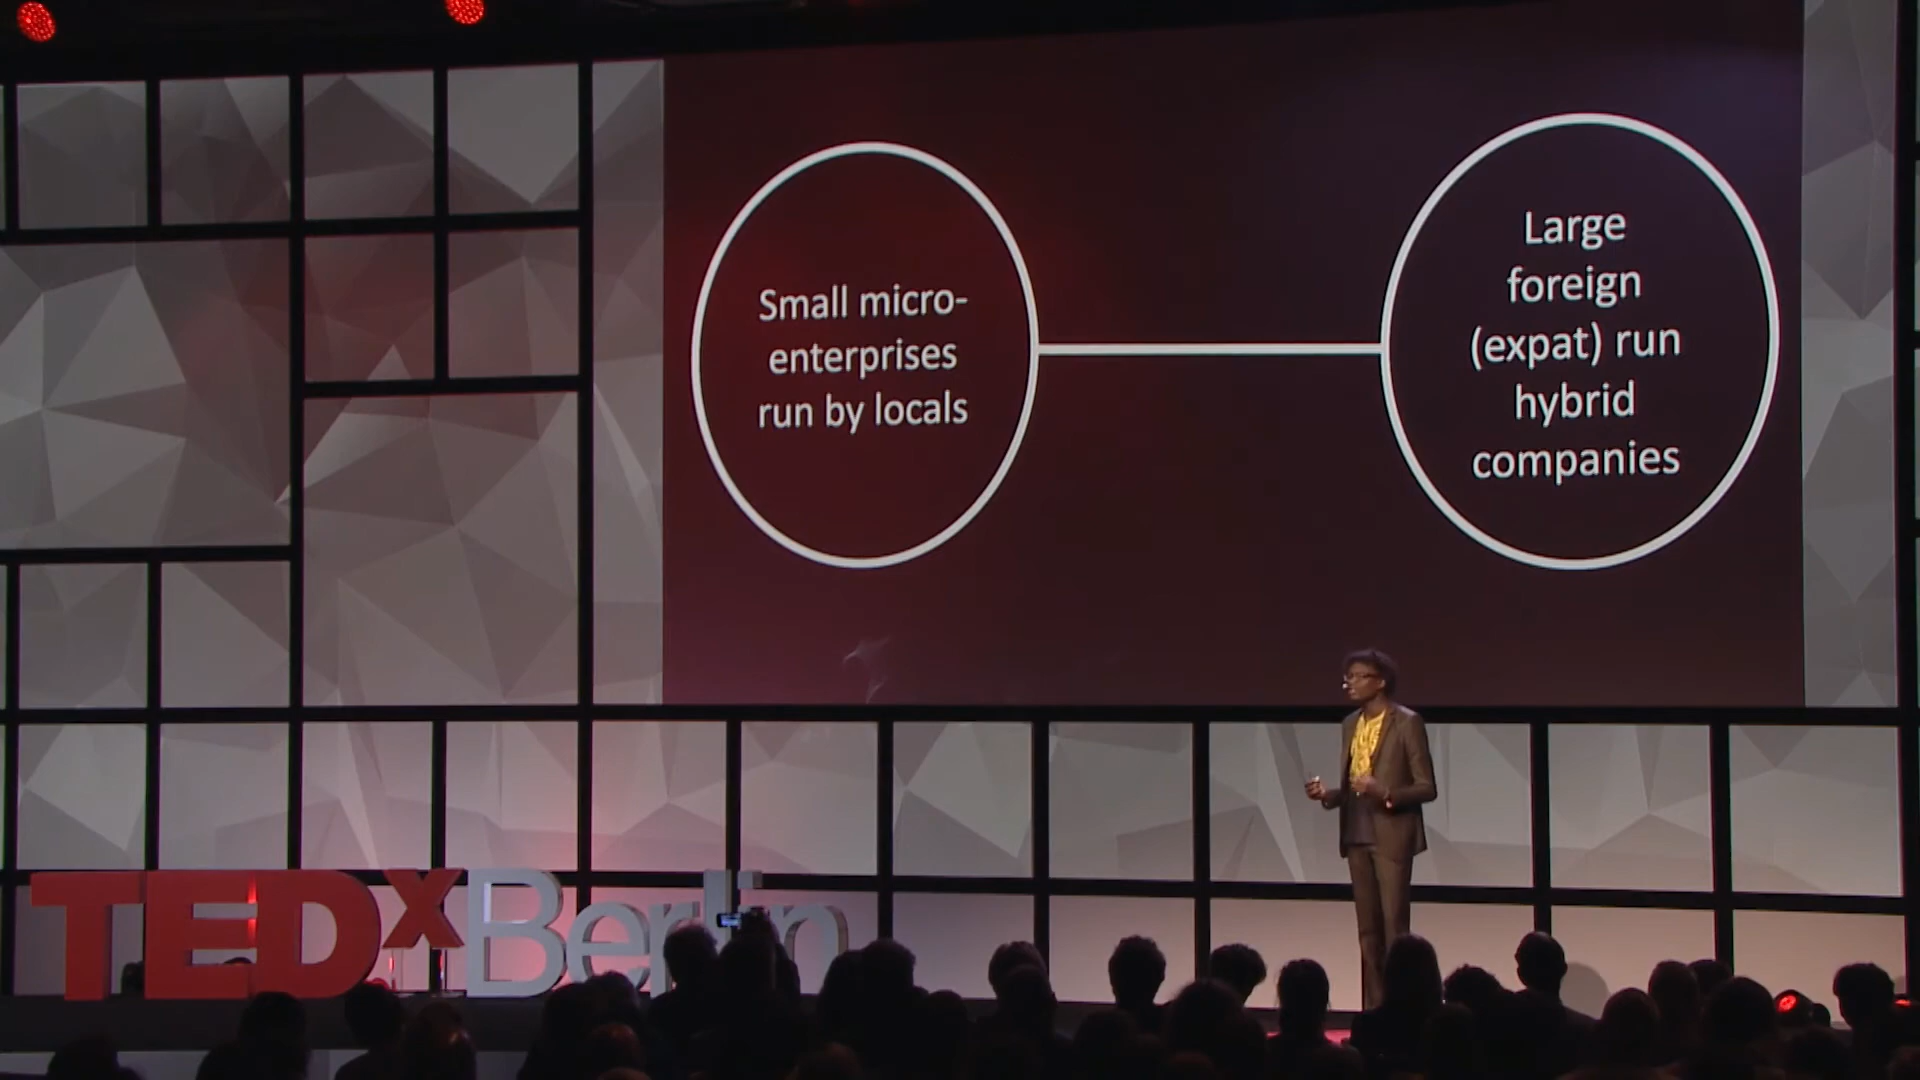 Small micro-
enterprises
run by locals
Large
foreign
(expat) run
hybrid
companies
TEDxBerlin